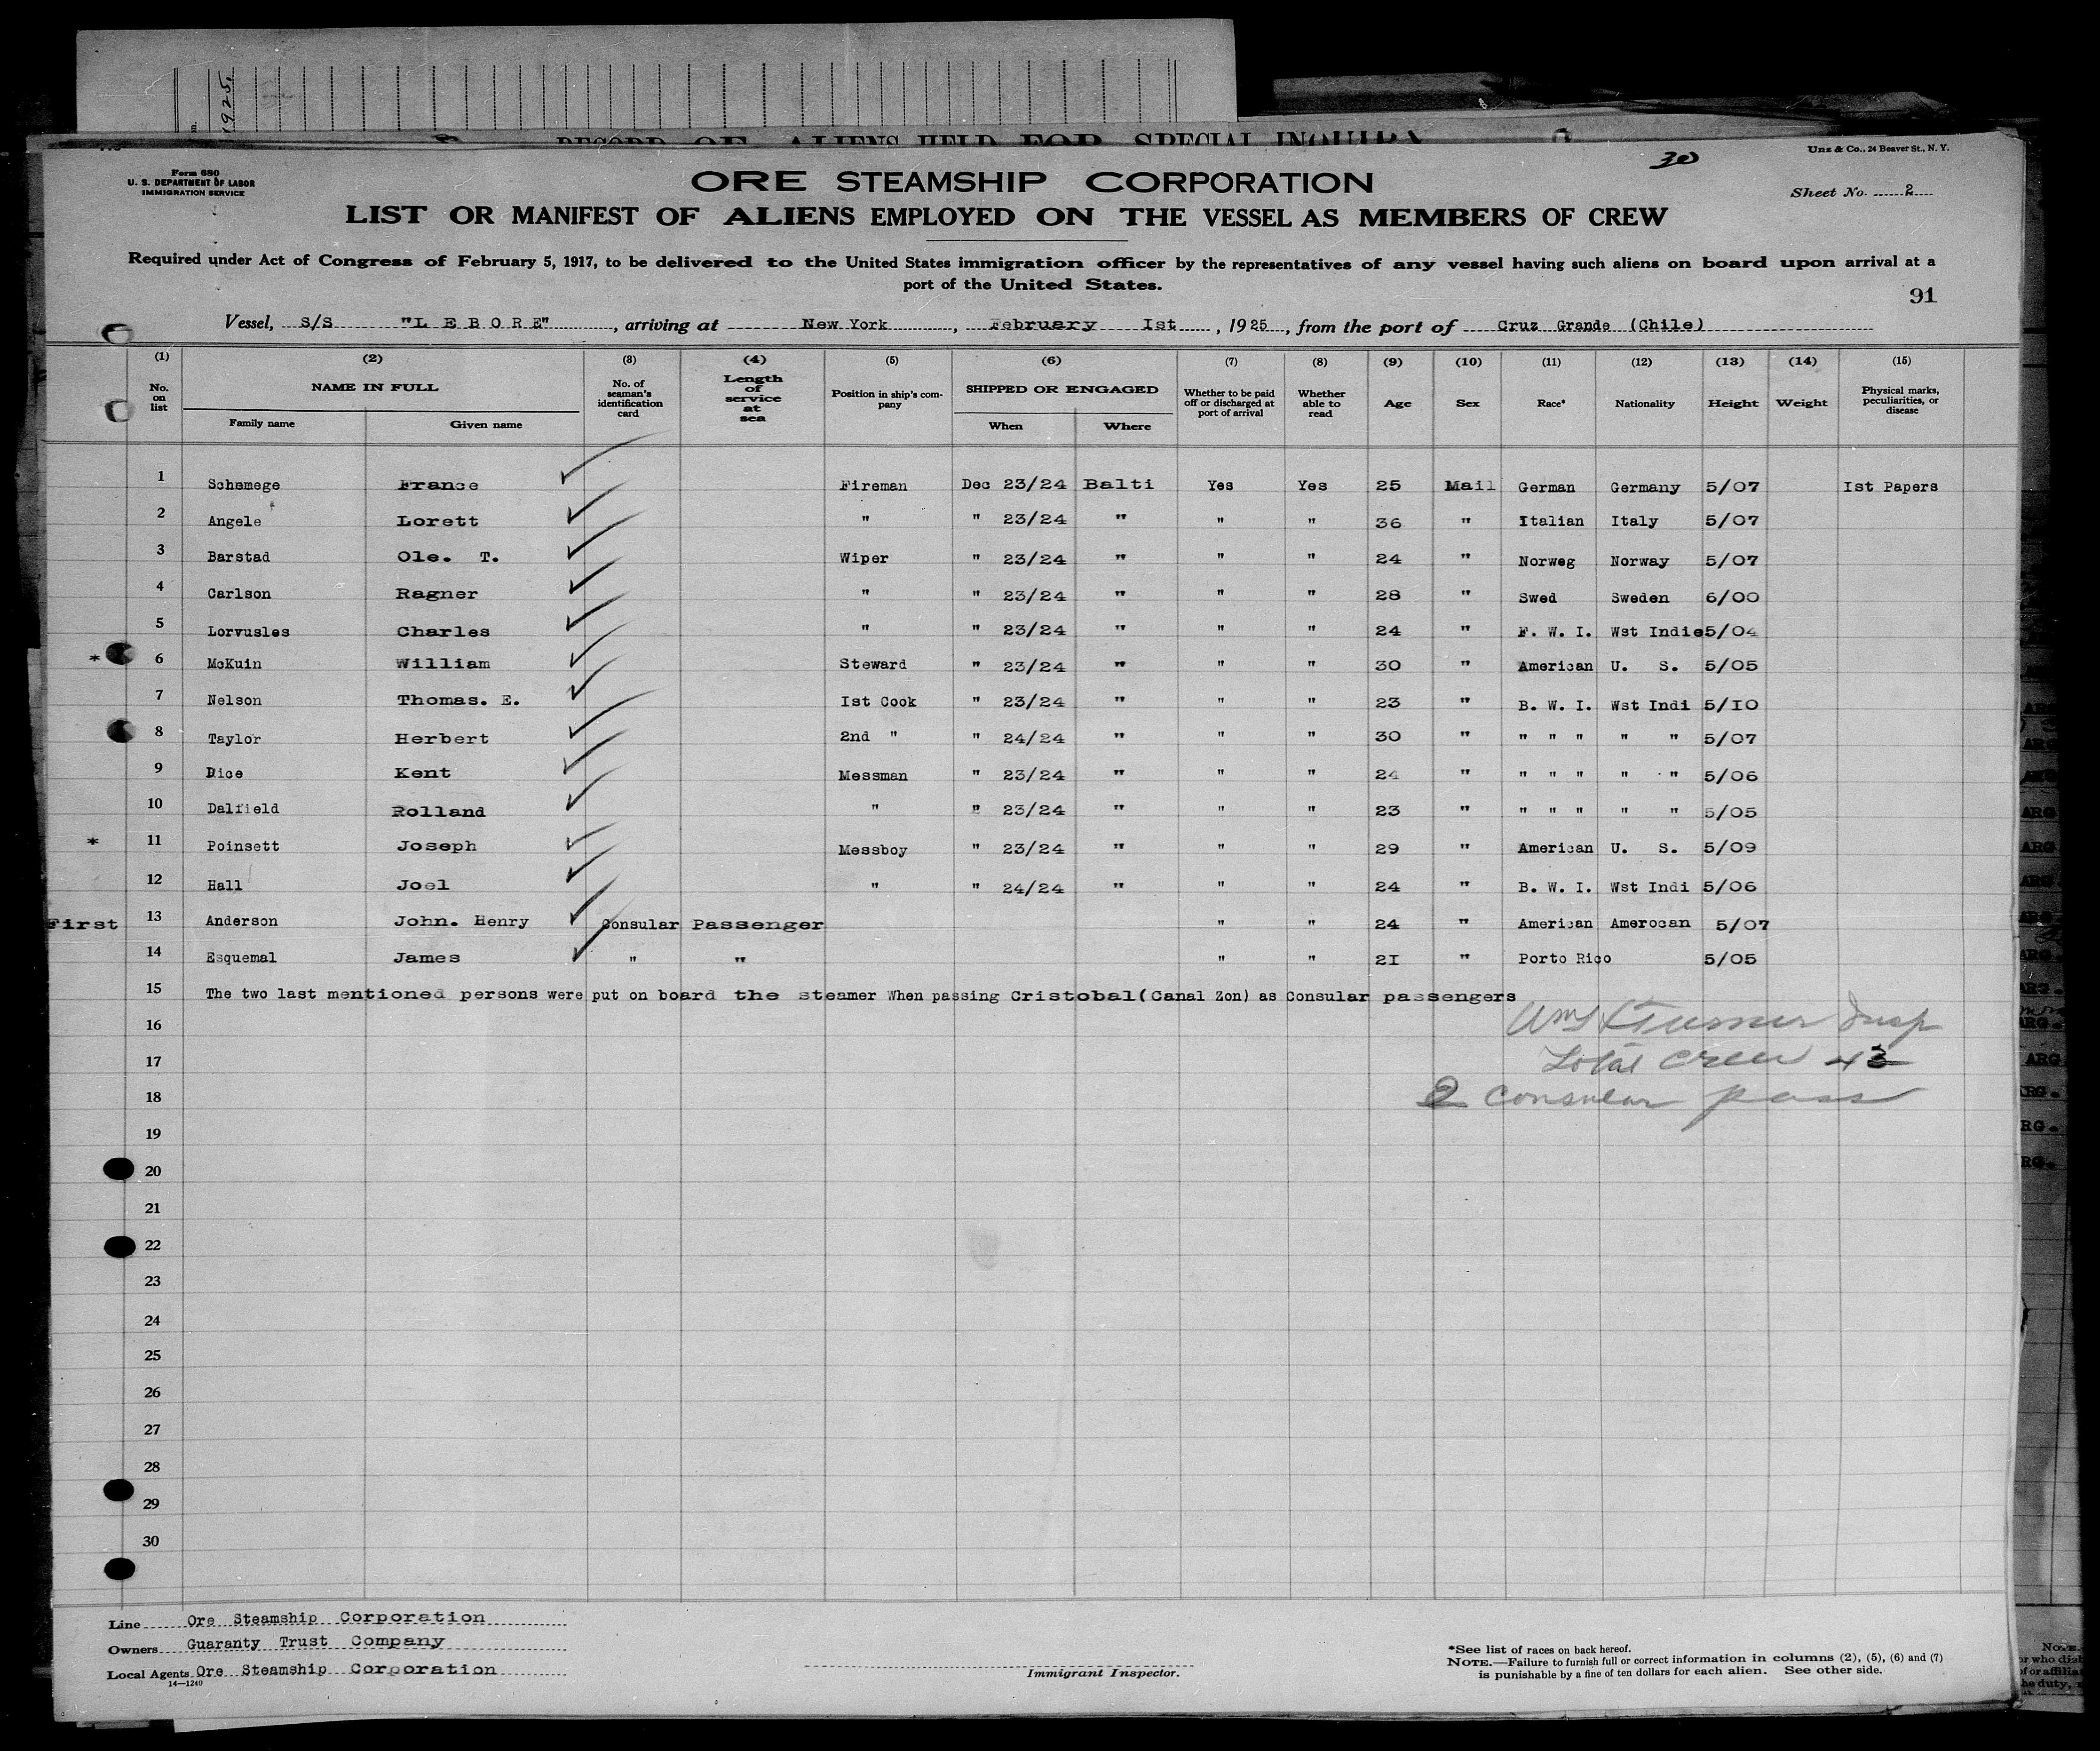 1925.
RECORD OF ALIENS HELD FOR SPECIAL INQUIRY
Form 680
U. S. DEPARTMENT OF LABOR
IMMIGRATION SERVICE
30
Unz & Co., 24 Beaver St., N. Y.
Sheet No. 2
ORE STEAMSHIP CORPORATION
LIST OR MANIFEST OF ALIENS EMPLOYED ON THE VESSEL AS MEMBERS OF CREW
Required under Act of Congress of February 5, 1917, to be delivered to the United States immigration officer by the representatives of any vessel having such aliens on board upon arrival at a
port of the United States.
91
Vessel, S/S "L E B O R E", arriving at New York, February Ist, 1925, from the port of Cruz Grande (Chile)
(1) (2) (3) (4) (5) (6) (7) (8) (9) (10) (11) (12) (13) (14) (15)
No. on list NAME IN FULL No. of seaman's identification card Length of service at sea Position in ship's company SHIPPED OR ENGAGED Whether to be paid off or discharged at port of arrival Whether able to read Age Sex Race* Nationality Height Weight Physical marks, peculiarities, or disease
Family name Given name When Where
1 Schemege France Fireman Dec 23/24 Balti Yes Yes 25 Mail German Germany 5/07 Ist Papers
2 Angele Lorett " " 23/24 " " " 36 " Italian Italy 5/07
3 Barstad Ole. T. Wiper " 23/24 " " " 24 " Norweg Norway 5/07
4 Carlson Ragner " " 23/24 " " " 28 " Swed Sweden 6/00
5 Lorvusles Charles " " 23/24 " " " 24 " F. W. I. Wst Indie 5/04
* 6 McKuin William Steward " 23/24 " " " 30 " American U. S. 5/05
7 Nelson Thomas. E. Ist Cook " 23/24 " " " 23 " B. W. I. Wst Indi 5/I0
8 Taylor Herbert 2nd " " 24/24 " " " 30 " " " " " " 5/07
9 Dice Kent Messman " 23/24 " " " 24 " " " " " " 5/06
10 Dalfield Rolland " " 23/24 " " " 23 " " " " " " 5/05
* 11 Poinsett Joseph Messboy " 23/24 " " " 29 " American U. S. 5/09
12 Hall Joel " " 24/24 " " " 24 " B. W. I. Wst Indi 5/06
First 13 Anderson John. Henry Consular Passenger " " 24 " American Amerocan 5/07
14 Esquemal James " " " " 2I " Porto Rico 5/05
15 The two last mentioned persons were put on board the steamer When passing Cristobal(Canal Zon) as Consular passengers
16
Insp
17
Total crew 43
18
2 Consular pass
19
20
21
22
23
24
25
26
27
28
29
30
Line Ore Steamship Corporation
Owners Guaranty Trust Company
Local Agents Ore Steamship Corporation
14—1240
Immigrant Inspector.
*See list of races on back hereof.
NOTE.—Failure to furnish full or correct information in columns (2), (5), (6) and (7)
is punishable by a fine of ten dollars for each alien. See other side.